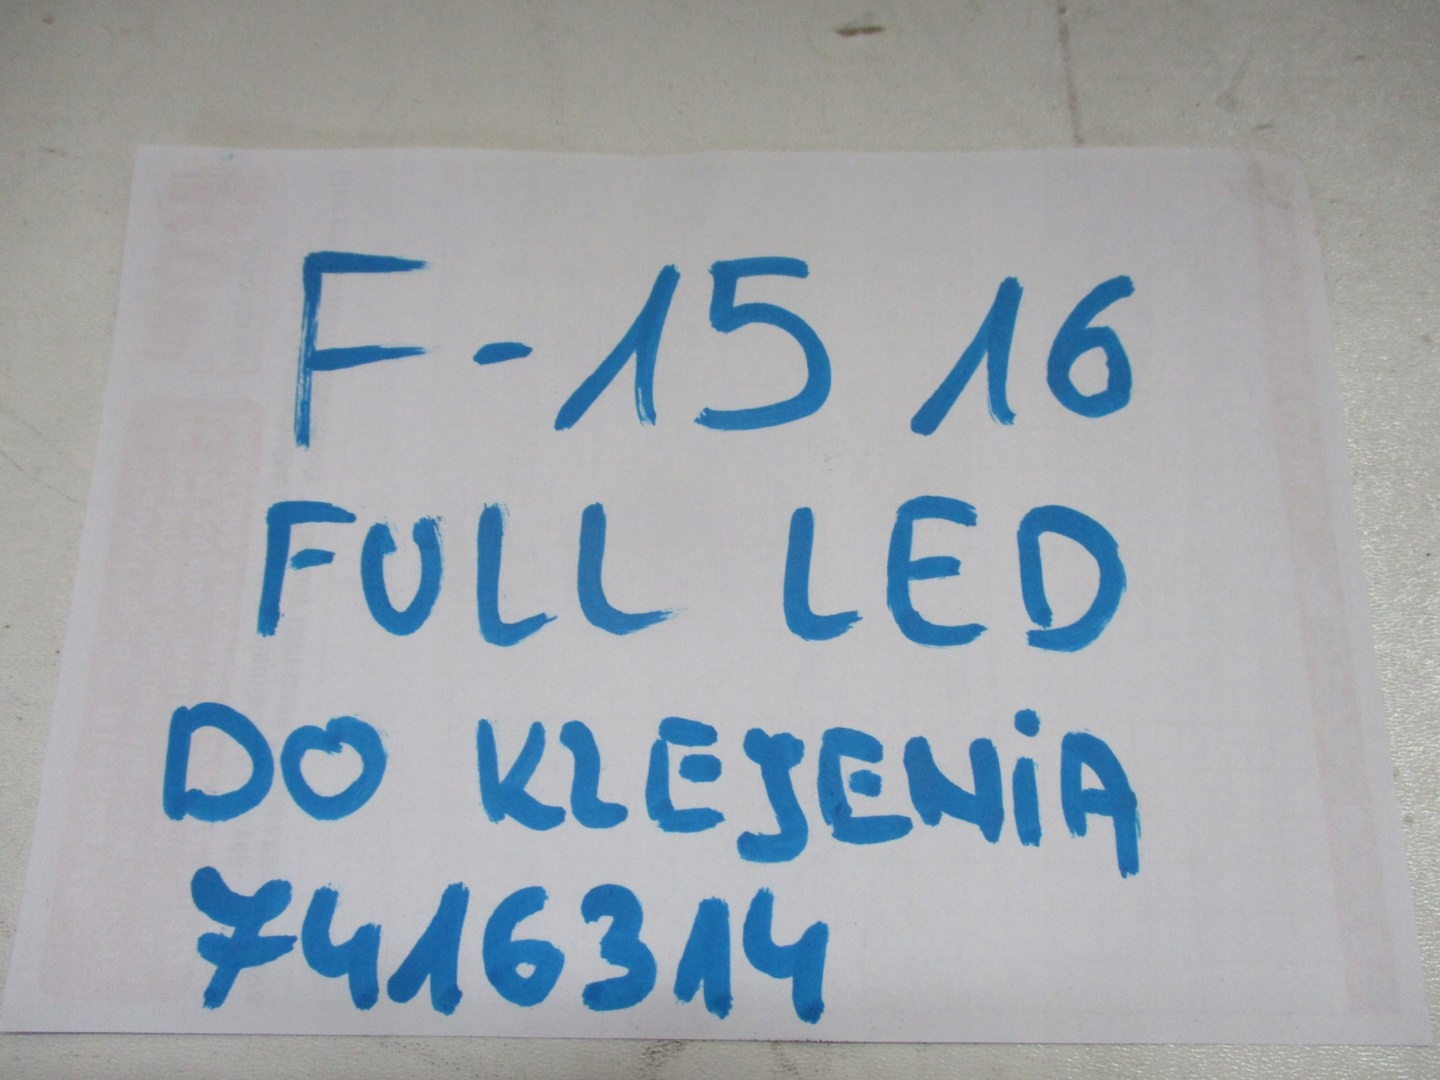 F-15 16
FULL LED
DO KLEJENiA
7416314